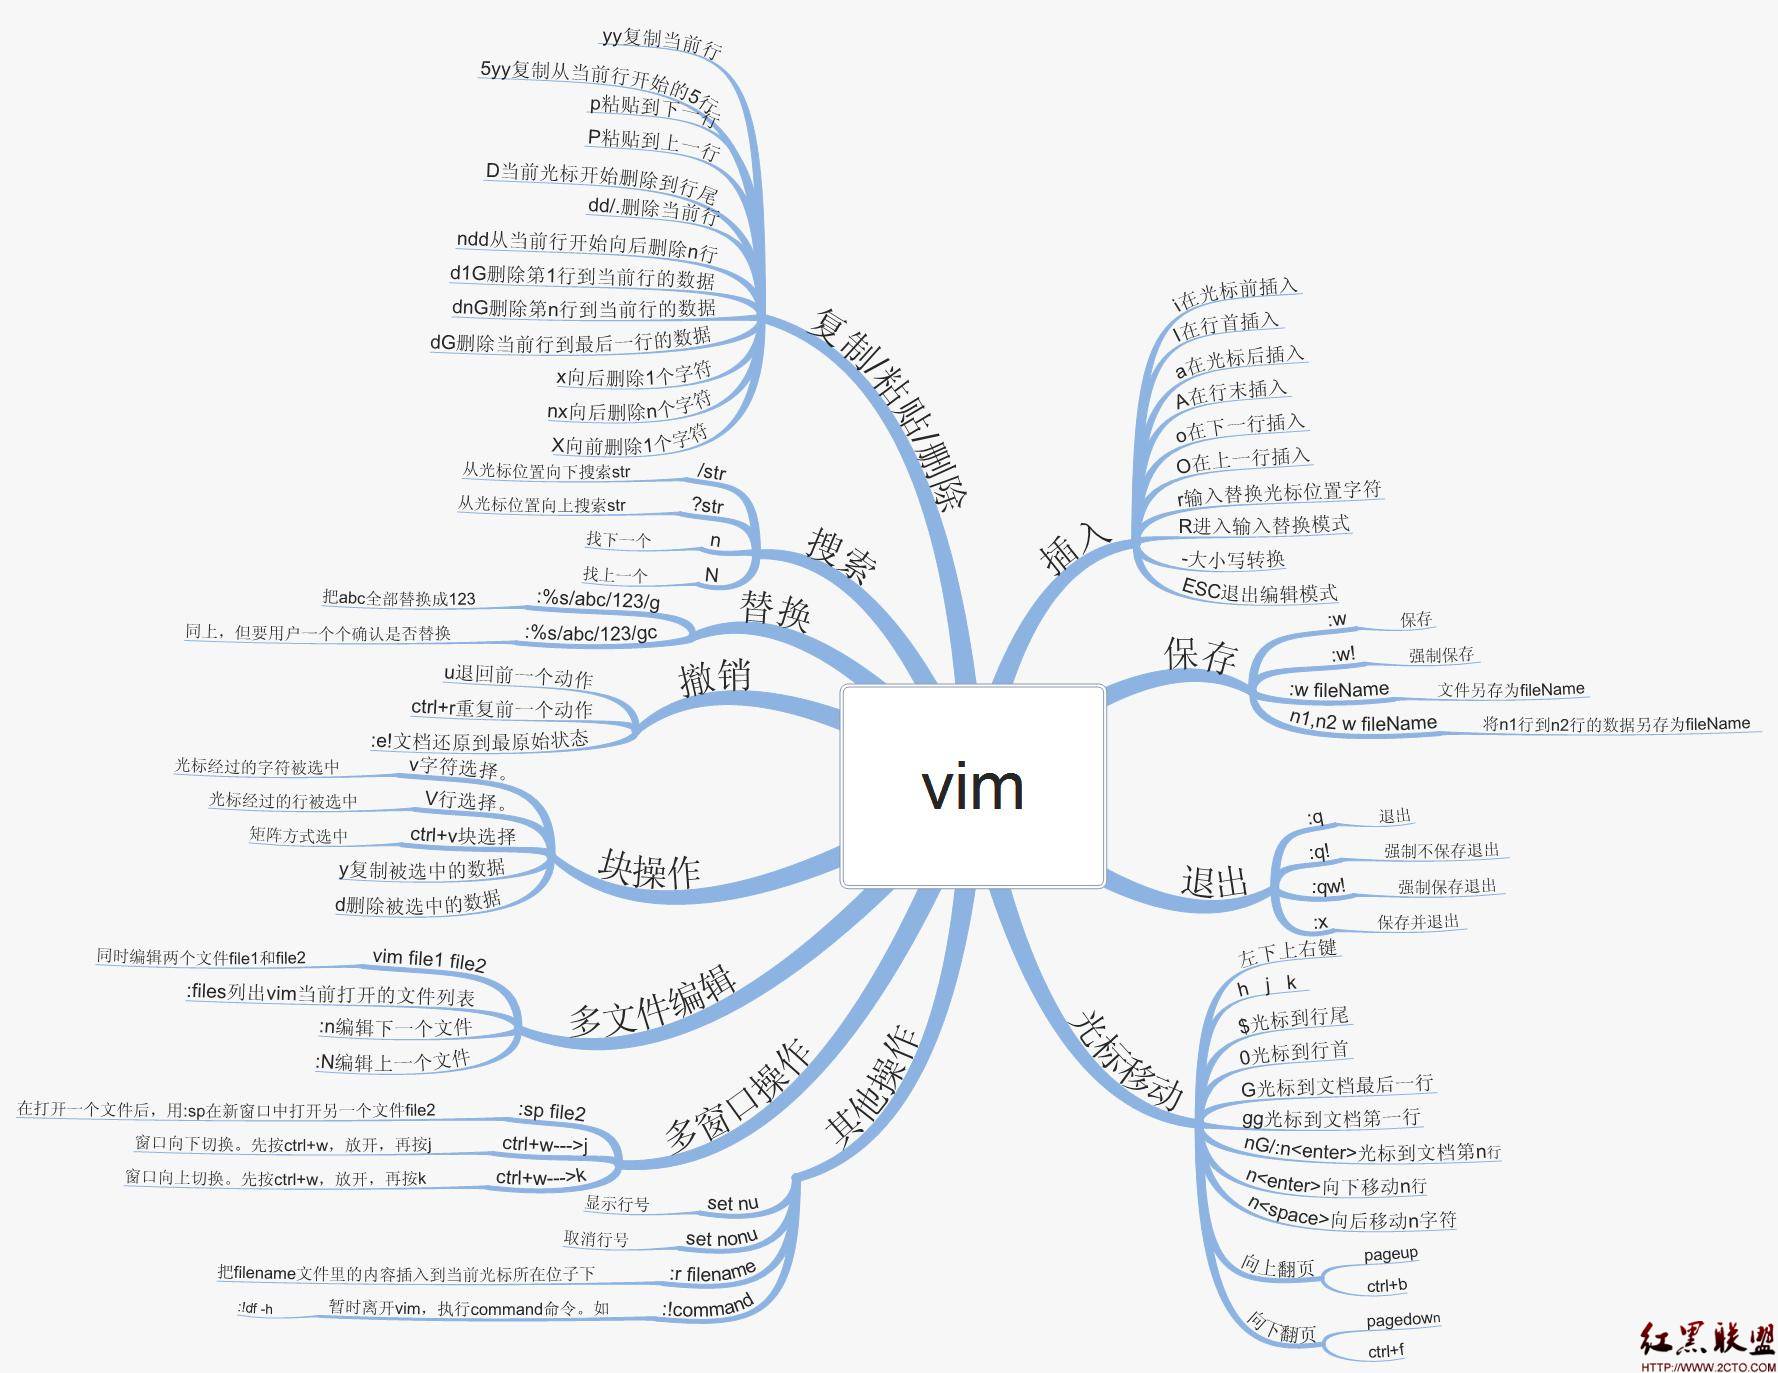 vim
复制/粘贴/删除
yy复制当前行
5yy复制从当前行开始的5行
p粘贴到下一行
P粘贴到上一行
D当前光标开始删除到行尾
dd/.删除当前行
ndd从当前行开始向后删除n行
d1G删除第1行到当前行的数据
dnG删除第n行到当前行的数据
dG删除当前行到最后一行的数据
x向后删除1个字符
nx向后删除n个字符
X向前删除1个字符
搜索
/str 从光标位置向下搜索str
?str 从光标位置向上搜索str
n 找下一个
N 找上一个
替换
:%s/abc/123/g 把abc全部替换成123
:%s/abc/123/gc 同上，但要用户一个个确认是否替换
撤销
u退回前一个动作
ctrl+r重复前一个动作
:e!文档还原到最原始状态
块操作
v字符选择。 光标经过的字符被选中
V行选择。 光标经过的行被选中
ctrl+v块选择 矩阵方式选中
y复制被选中的数据
d删除被选中的数据
多文件编辑
vim file1 file2 同时编辑两个文件file1和file2
:files列出vim当前打开的文件列表
:n编辑下一个文件
:N编辑上一个文件
多窗口操作
:sp file2 在打开一个文件后，用:sp在新窗口中打开另一个文件file2
ctrl+w--->j 窗口向下切换。先按ctrl+w，放开，再按j
ctrl+w--->k 窗口向上切换。先按ctrl+w，放开，再按k
其他操作
set nu 显示行号
set nonu 取消行号
:r filename 把filename文件里的内容插入到当前光标所在位子下
:!command 暂时离开vim，执行command命令。如 :!df -h
插入
i在光标前插入
I在行首插入
a在光标后插入
A在行末插入
o在下一行插入
O在上一行插入
r输入替换光标位置字符
R进入输入替换模式
-大小写转换
ESC退出编辑模式
保存
:w 保存
:w! 强制保存
:w fileName 文件另存为fileName
n1,n2 w fileName 将n1行到n2行的数据另存为fileName
退出
:q 退出
:q! 强制不保存退出
:qw! 强制保存退出
:x 保存并退出
光标移动
左下上右键
h j k
$光标到行尾
0光标到行首
G光标到文档最后一行
gg光标到文档第一行
nG/:n<enter>光标到文档第n行
n<enter>向下移动n行
n<space>向后移动n字符
向上翻页
pageup
ctrl+b
向下翻页
pagedown
ctrl+f
红黑联盟
HTTP://WWW.2CTO.COM